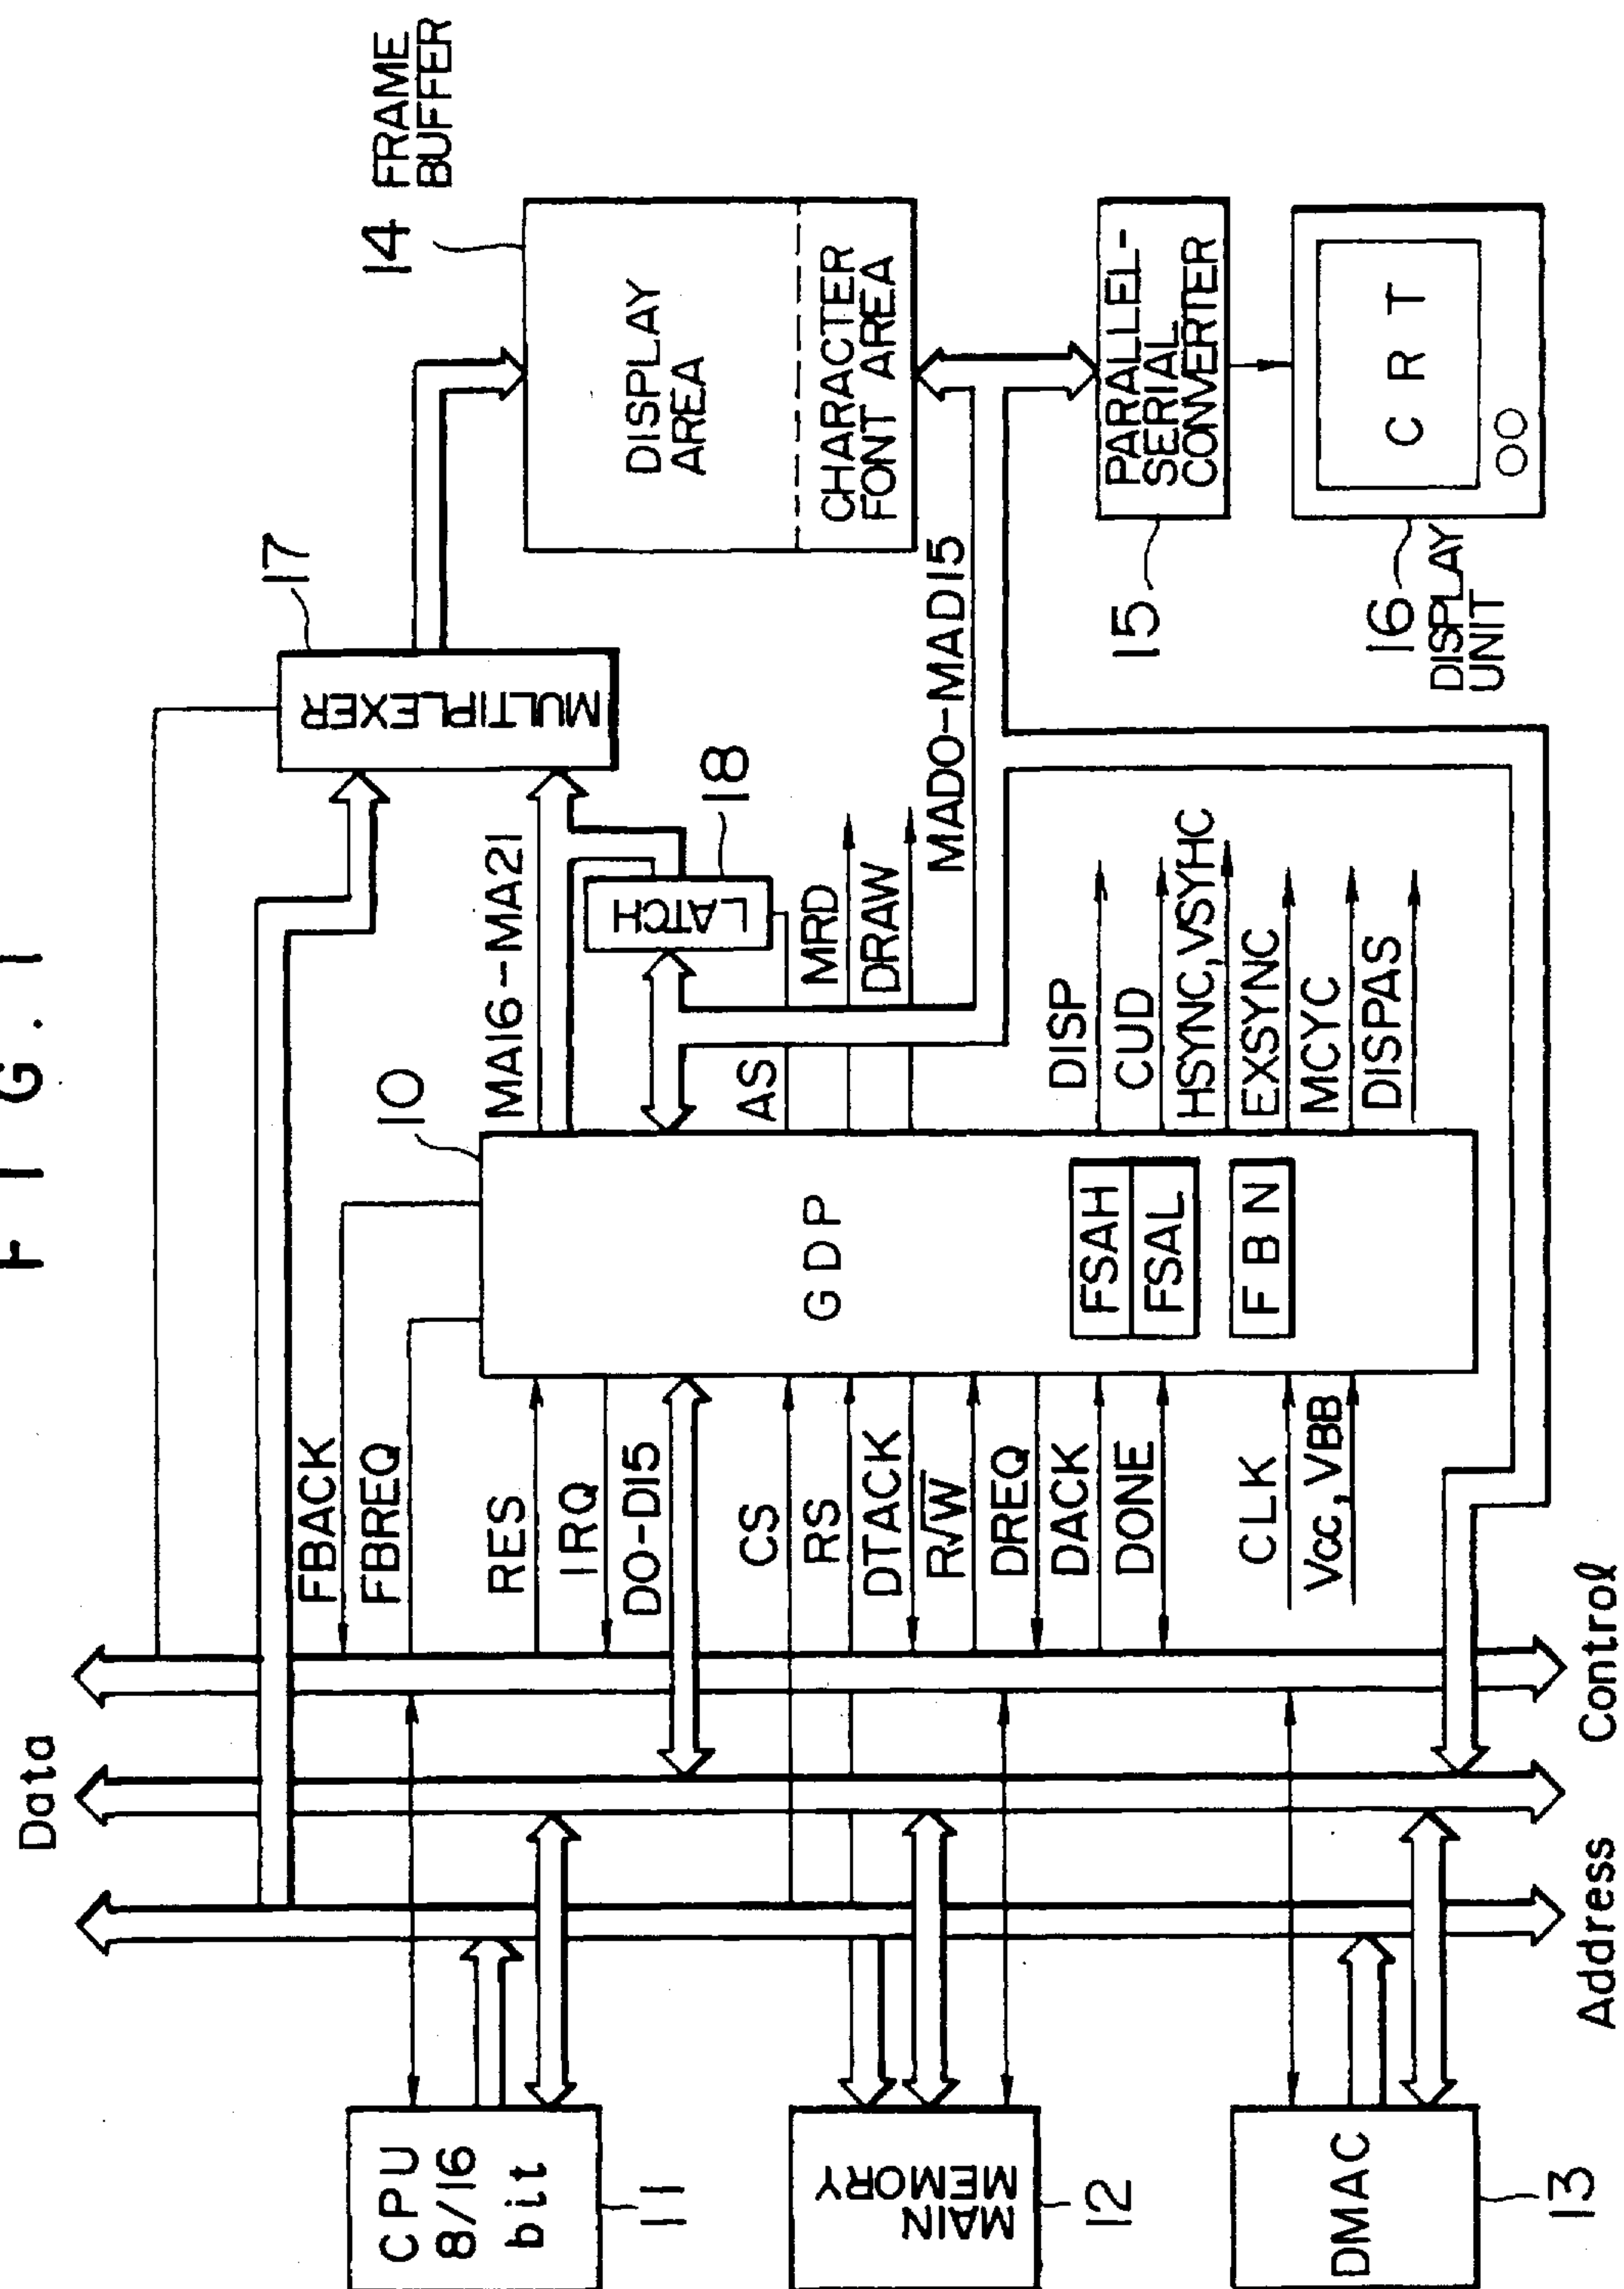 FIG. 1
Data
Address
Control
CPU
8/16
bit
11
MAIN
MEMORY
12
DMAC
13
FBACK
FBREQ
RES
IRQ
D0-D15
CS
RS
DTACK
R/W
DREQ
DACK
DONE
CLK
Vcc, VBB
10
GDP
FSAH
FSAL
FBN
MA16-MA21
AS
MRD
DRAW
MAD0-MAD15
DISP
CUD
HSYNC,VSYHC
EXSYNC
MCYC
DISPAS
LATCH
18
MULTIPLEXER
17
14 FRAME
BUFFER
DISPLAY
AREA
CHARACTER
FONT AREA
PARALLEL-
SERIAL
CONVERTER
15
CRT
16
DISPLAY
UNIT